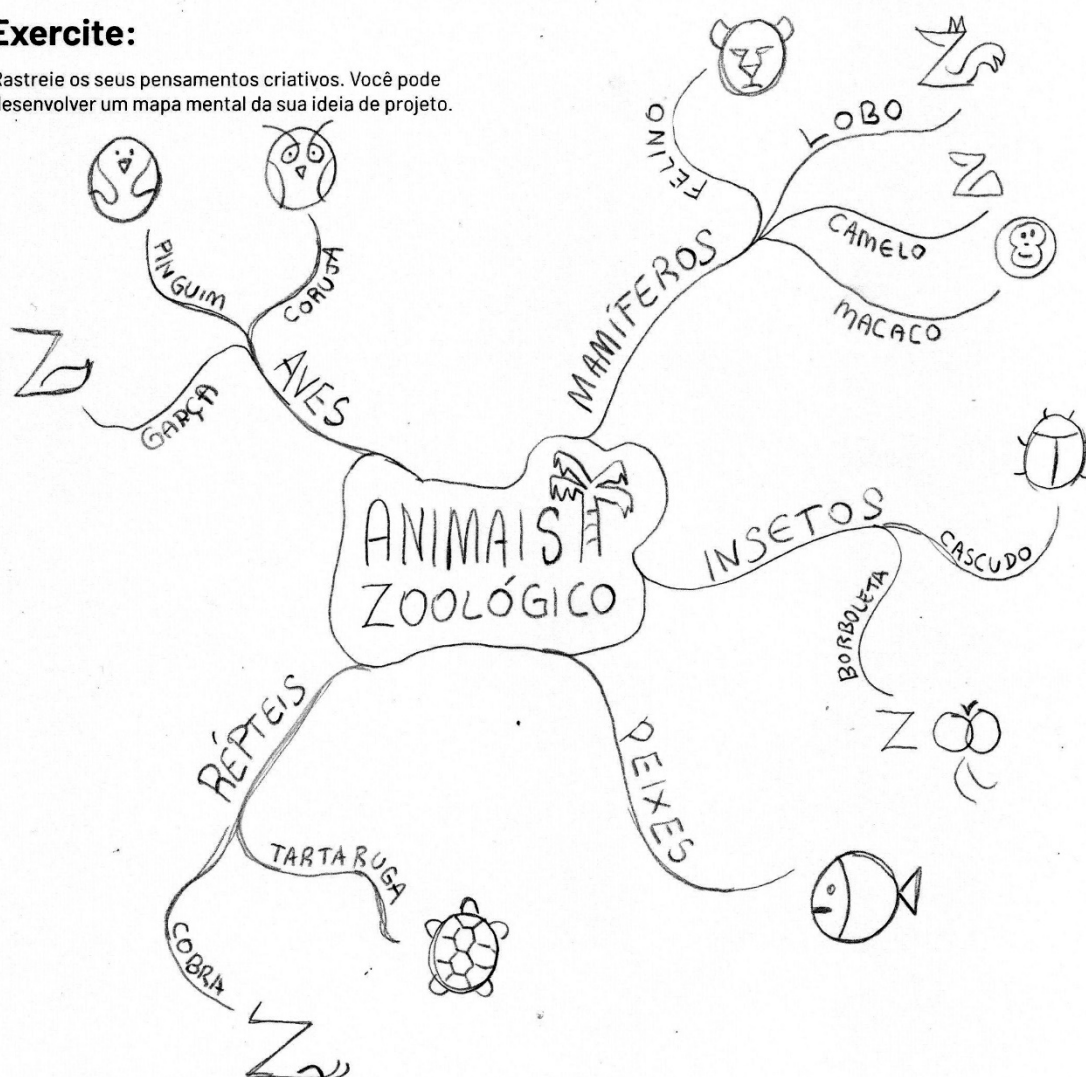 Exercite:
Rastreie os seus pensamentos criativos. Você pode
desenvolver um mapa mental da sua ideia de projeto.
ANIMAIS
ZOOLÓGICO
AVES
PINGUIM
CORUJA
GARÇA
MAMÍFEROS
FELINO
LOBO
CAMELO
MACACO
INSETOS
CASCUDO
BORBOLETA
Z
PEIXES
RÉPTEIS
TARTARUGA
COBRA